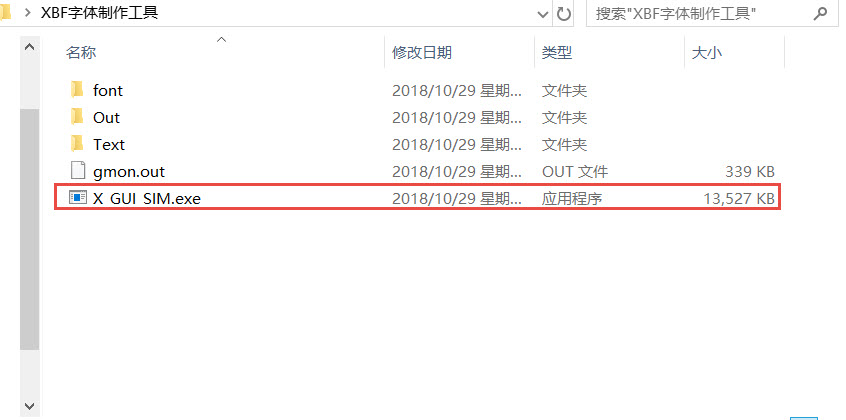 XBF字体制作工具
搜索"XBF字体制作工具"
名称 修改日期 类型 大小
font 2018/10/29 星期... 文件夹
Out 2018/10/29 星期... 文件夹
Text 2018/10/29 星期... 文件夹
gmon.out 2018/10/29 星期... OUT 文件 339 KB
X_GUI_SIM.exe 2018/10/29 星期... 应用程序 13,527 KB